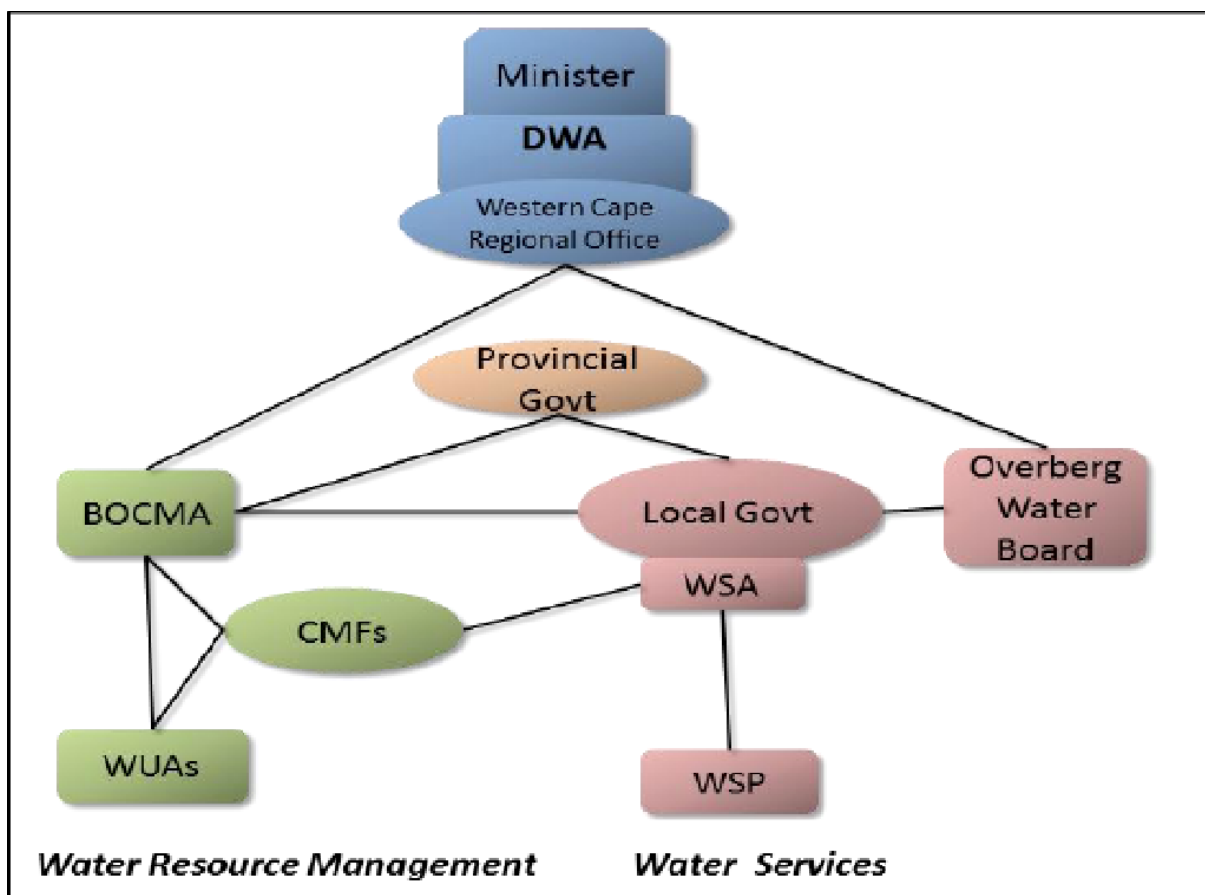 Minister
DWA
Western Cape
Regional Office
Provincial
Govt
BOCMA
Local Govt
Overberg
Water
Board
WSA
CMFs
WUAs
WSP
Water Resource Management
Water Services